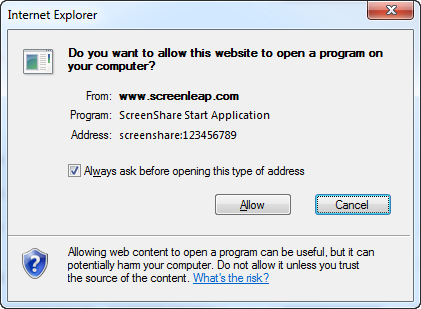 Internet Explorer
Do you want to allow this website to open a program on
your computer?
From: www.screenleap.com
Program: ScreenShare Start Application
Address: screenshare:123456789
Always ask before opening this type of address
Allow Cancel
Allowing web content to open a program can be useful, but it can
potentially harm your computer. Do not allow it unless you trust
the source of the content. What's the risk?